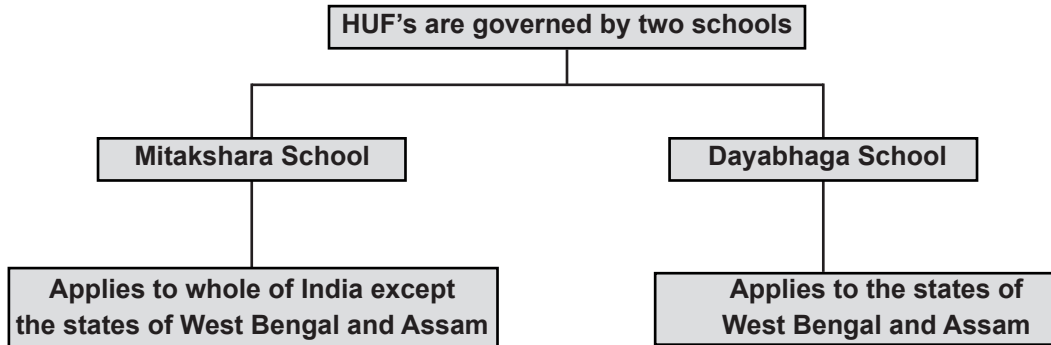 HUF’s are governed by two schools
Mitakshara School
Dayabhaga School
Applies to whole of India except
the states of West Bengal and Assam
Applies to the states of
West Bengal and Assam